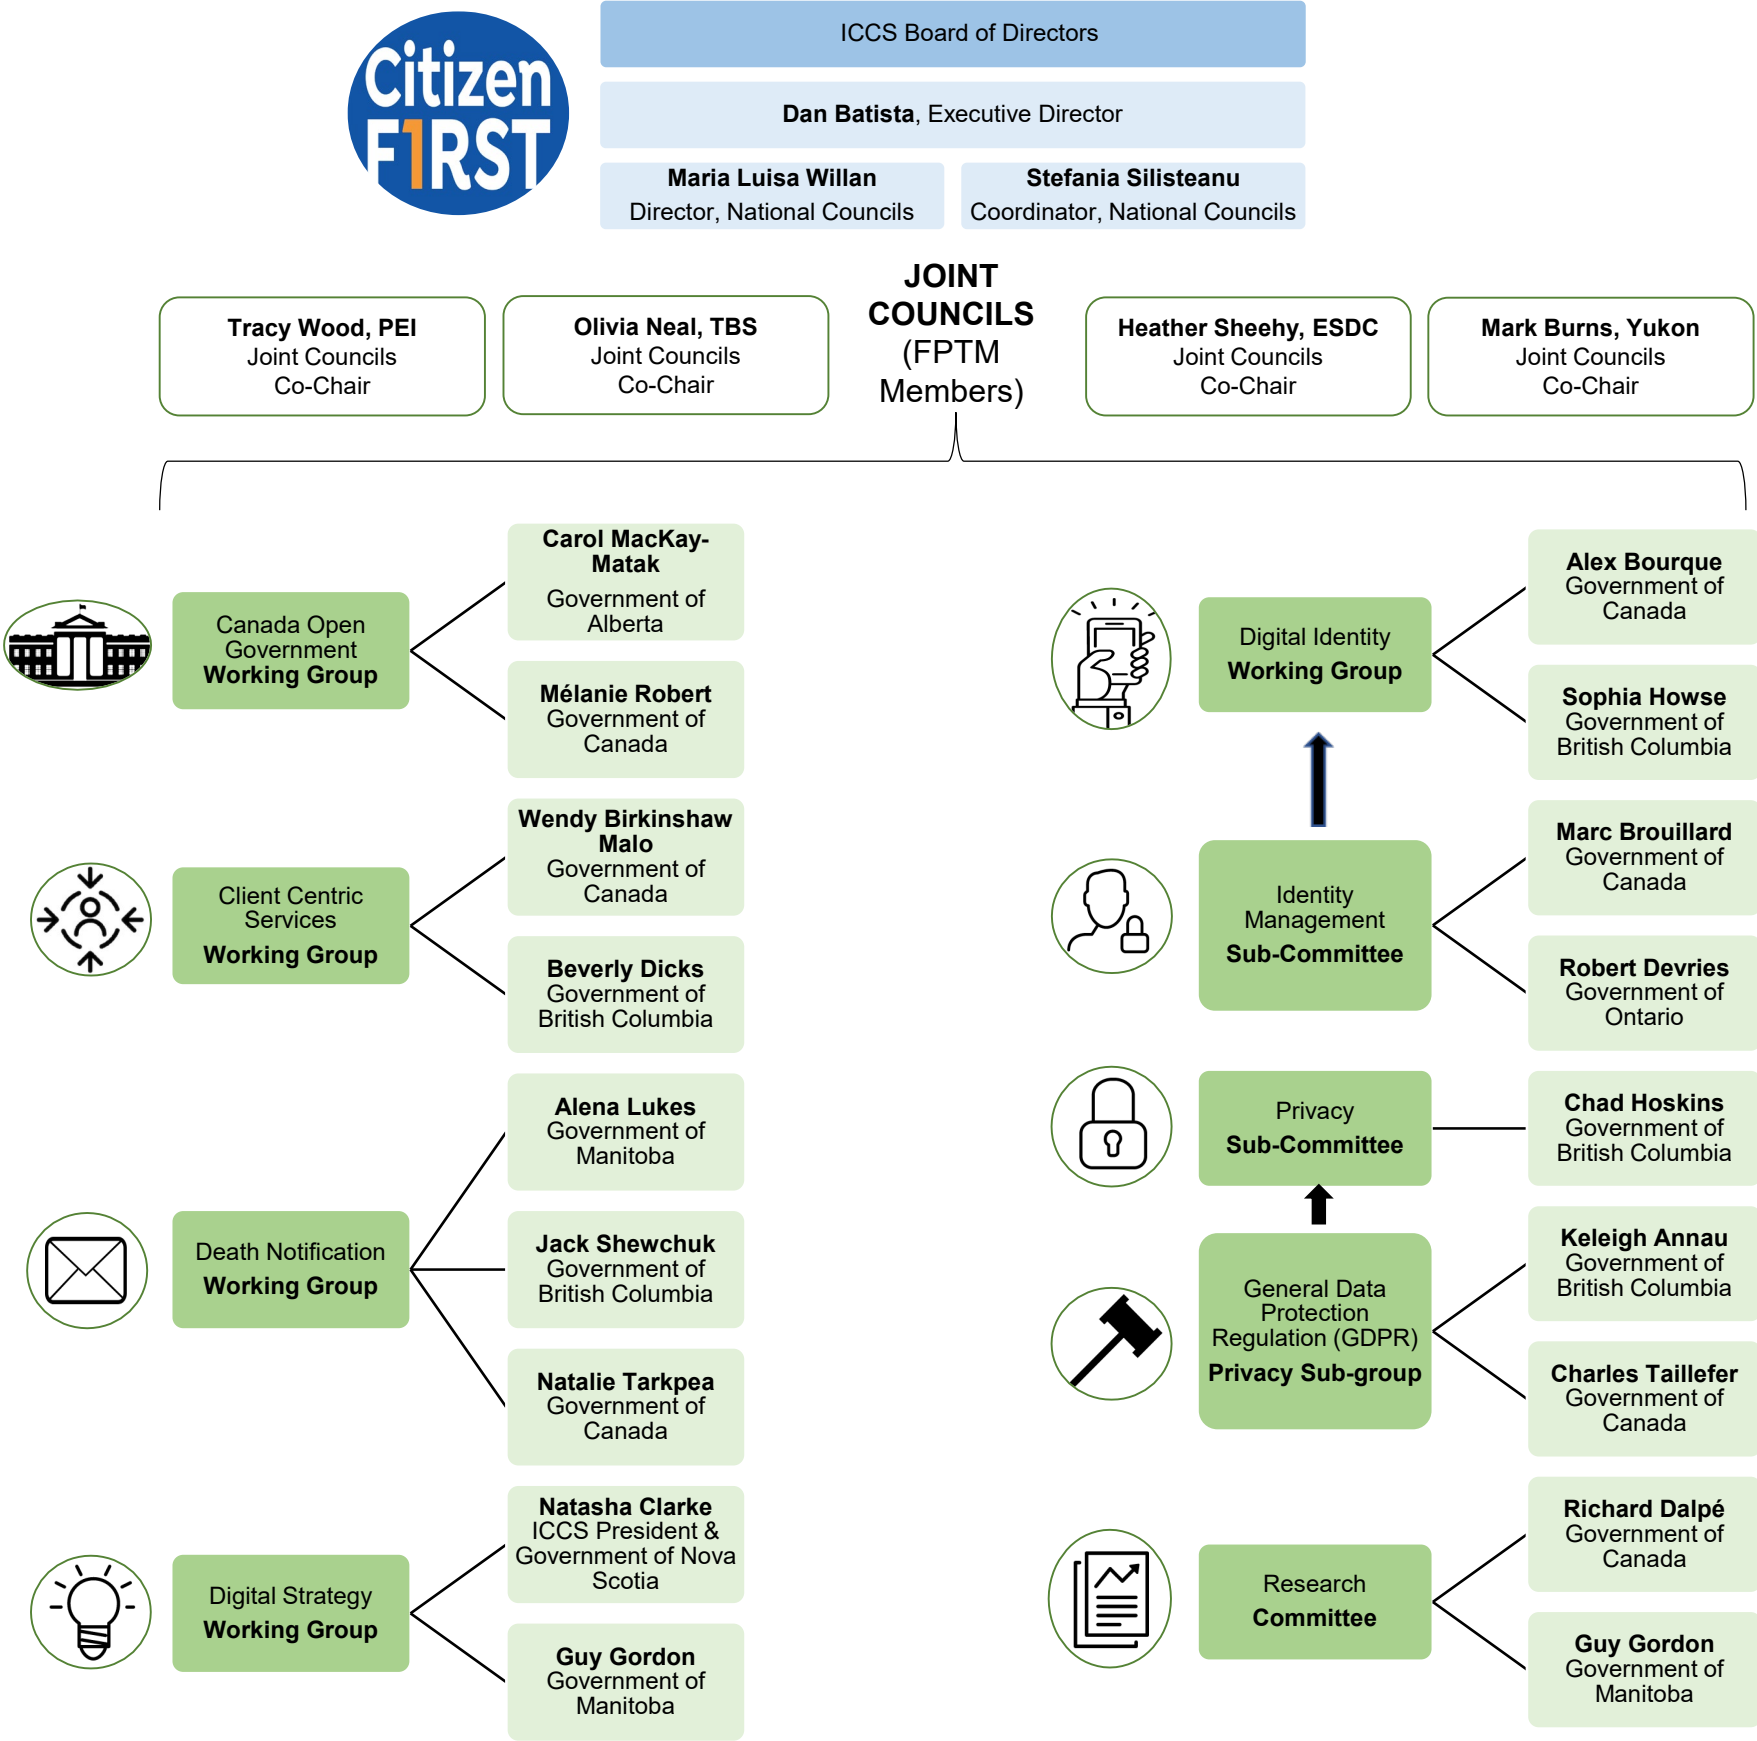 Citizen
F1RST
ICCS Board of Directors
Dan Batista, Executive Director
Maria Luisa Willan
Director, National Councils
Stefania Silisteanu
Coordinator, National Councils
Tracy Wood, PEI
Joint Councils
Co-Chair
Olivia Neal, TBS
Joint Councils
Co-Chair
JOINT
COUNCILS
(FPTM
Members)
Heather Sheehy, ESDC
Joint Councils
Co-Chair
Mark Burns, Yukon
Joint Councils
Co-Chair
Canada Open
Government
Working Group
Carol MacKay-
Matak
Government of
Alberta
Mélanie Robert
Government of
Canada
Client Centric
Services
Working Group
Wendy Birkinshaw
Malo
Government of
Canada
Beverly Dicks
Government of
British Columbia
Death Notification
Working Group
Alena Lukes
Government of
Manitoba
Jack Shewchuk
Government of
British Columbia
Natalie Tarkpea
Government of
Canada
Digital Strategy
Working Group
Natasha Clarke
ICCS President &
Government of Nova
Scotia
Guy Gordon
Government of
Manitoba
Digital Identity
Working Group
Alex Bourque
Government of
Canada
Sophia Howse
Government of
British Columbia
Identity
Management
Sub-Committee
Marc Brouillard
Government of
Canada
Robert Devries
Government of
Ontario
Privacy
Sub-Committee
Chad Hoskins
Government of
British Columbia
General Data
Protection
Regulation (GDPR)
Privacy Sub-group
Keleigh Annau
Government of
British Columbia
Charles Taillefer
Government of
Canada
Research
Committee
Richard Dalpé
Government of
Canada
Guy Gordon
Government of
Manitoba